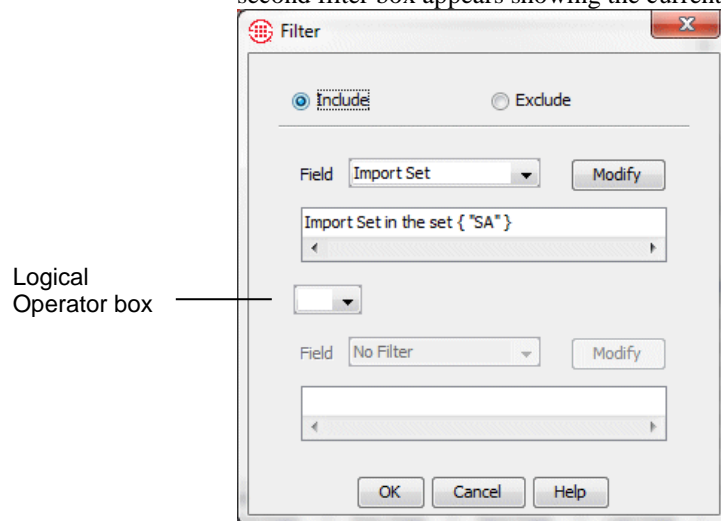 second filter box appears showing the current
Filter
Include Exclude
Field Import Set Modify
Import Set in the set { "SA" }
Logical
Operator box
Field No Filter Modify
OK Cancel Help